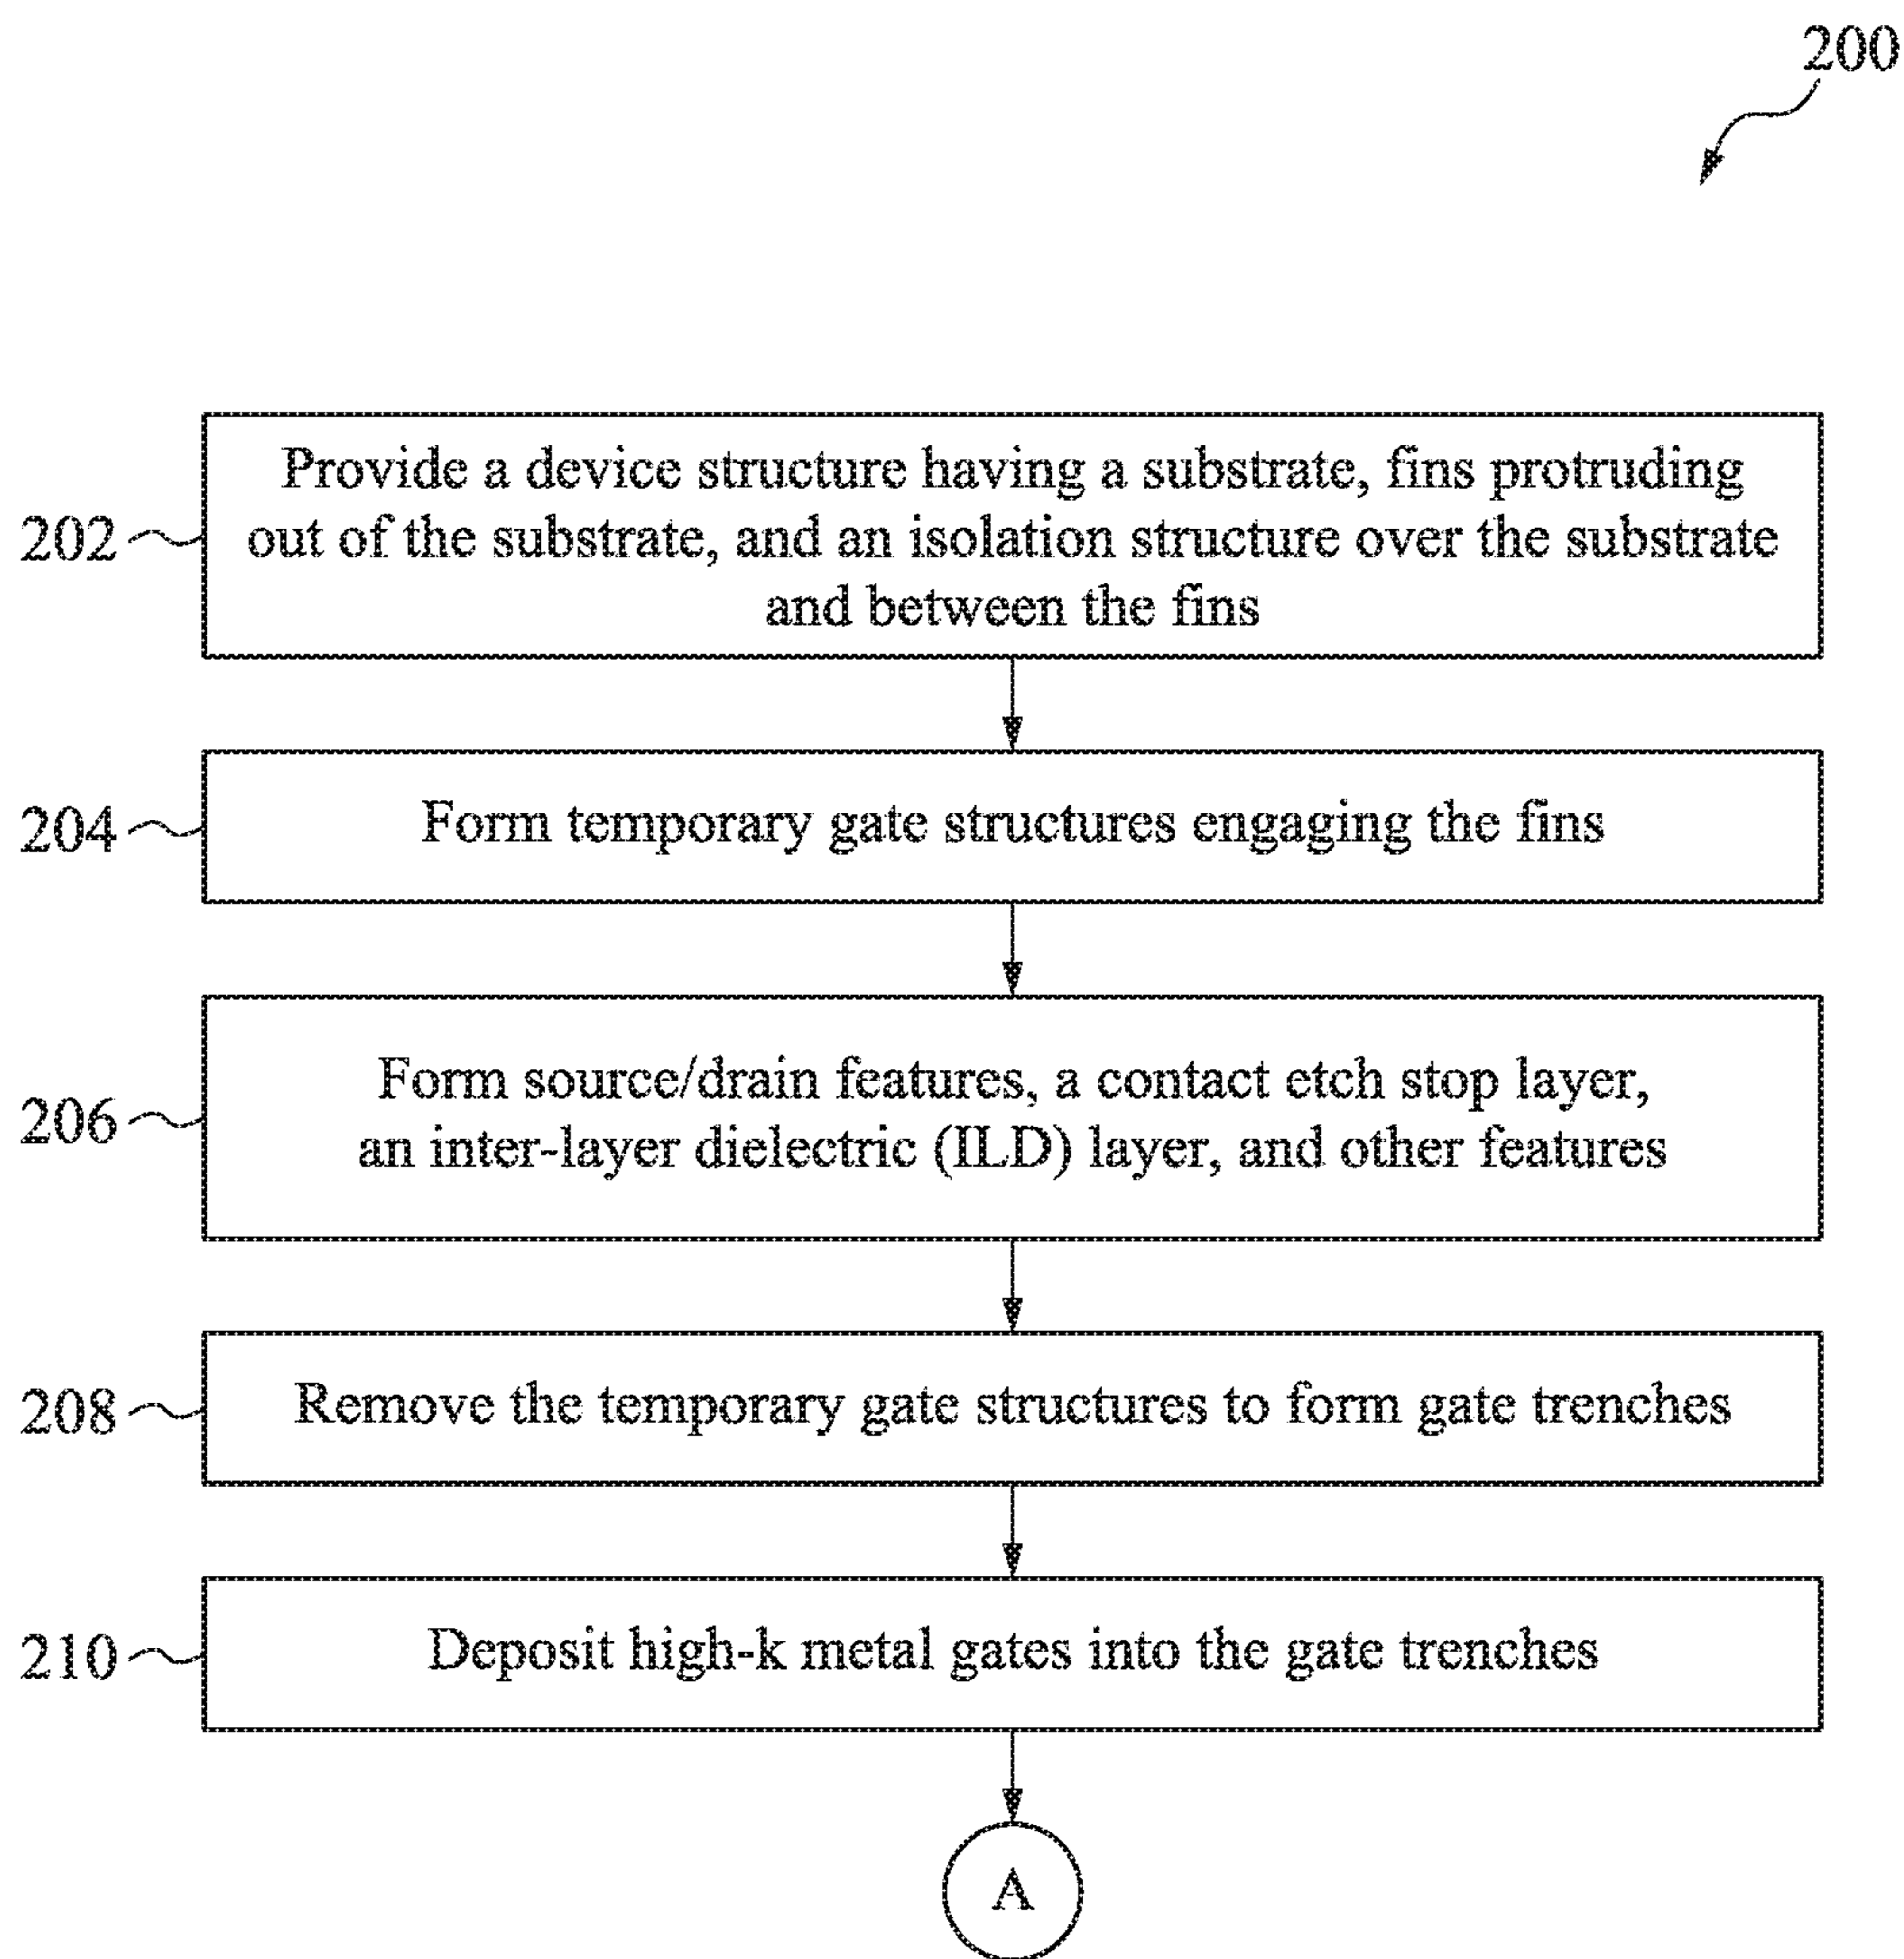 200
202
Provide a device structure having a substrate, fins protruding
out of the substrate, and an isolation structure over the substrate
and between the fins
204
Form temporary gate structures engaging the fins
206
Form source/drain features, a contact etch stop layer,
an inter-layer dielectric (ILD) layer, and other features
208
Remove the temporary gate structures to form gate trenches
210
Deposit high-k metal gates into the gate trenches
A